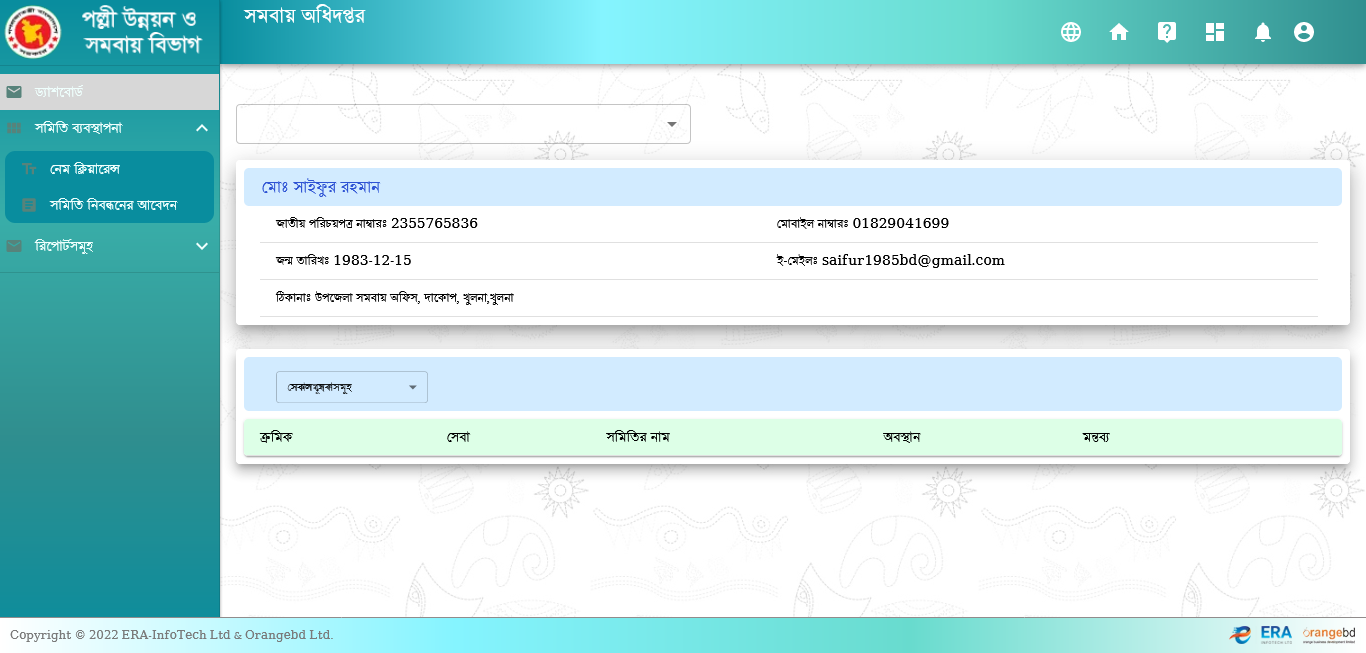 পল্লী উন্নয়ন ও
সমবায় বিভাগ
সমবায় অধিদপ্তর
ড্যাশবোর্ড
সমিতি ব্যবস্থাপনা
নেম ক্লিয়ারেন্স
সমিতি নিবন্ধনের আবেদন
রিপোর্টসমূহ
মোঃ সাইফুর রহমান
জাতীয় পরিচয়পত্র নাম্বারঃ 2355765836
মোবাইল নাম্বারঃ 01829041699
জন্ম তারিখঃ 1983-12-15
ই-মেইলঃ saifur1985bd@gmail.com
ঠিকানাঃ উপজেলা সমবায় অফিস, দাকোপ, খুলনা,খুলনা
ক্রমিক সেবা সমিতির নাম অবস্থান মন্তব্য
Copyright © 2022 ERA-InfoTech Ltd & Orangebd Ltd.
ERA
INFOTECH LTD
orangebd